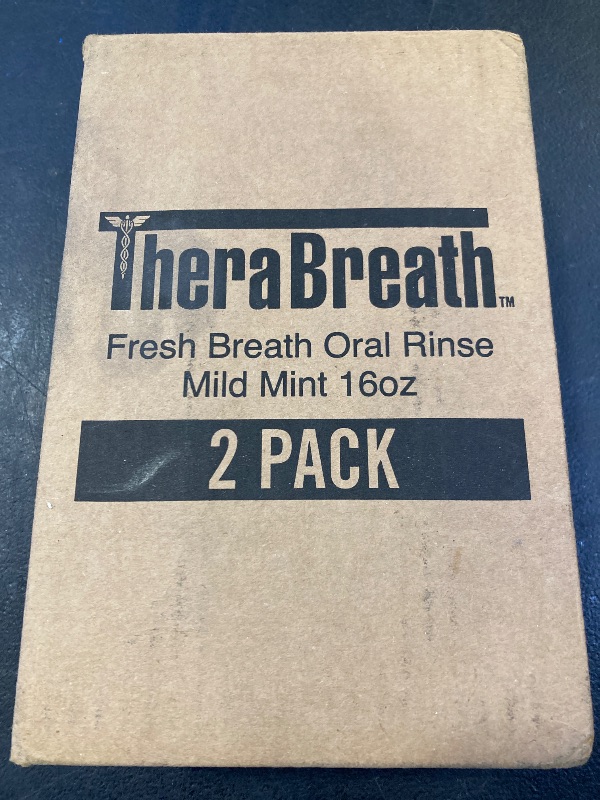 TheraBreath™
Fresh Breath Oral Rinse
Mild Mint 16oz
2 PACK